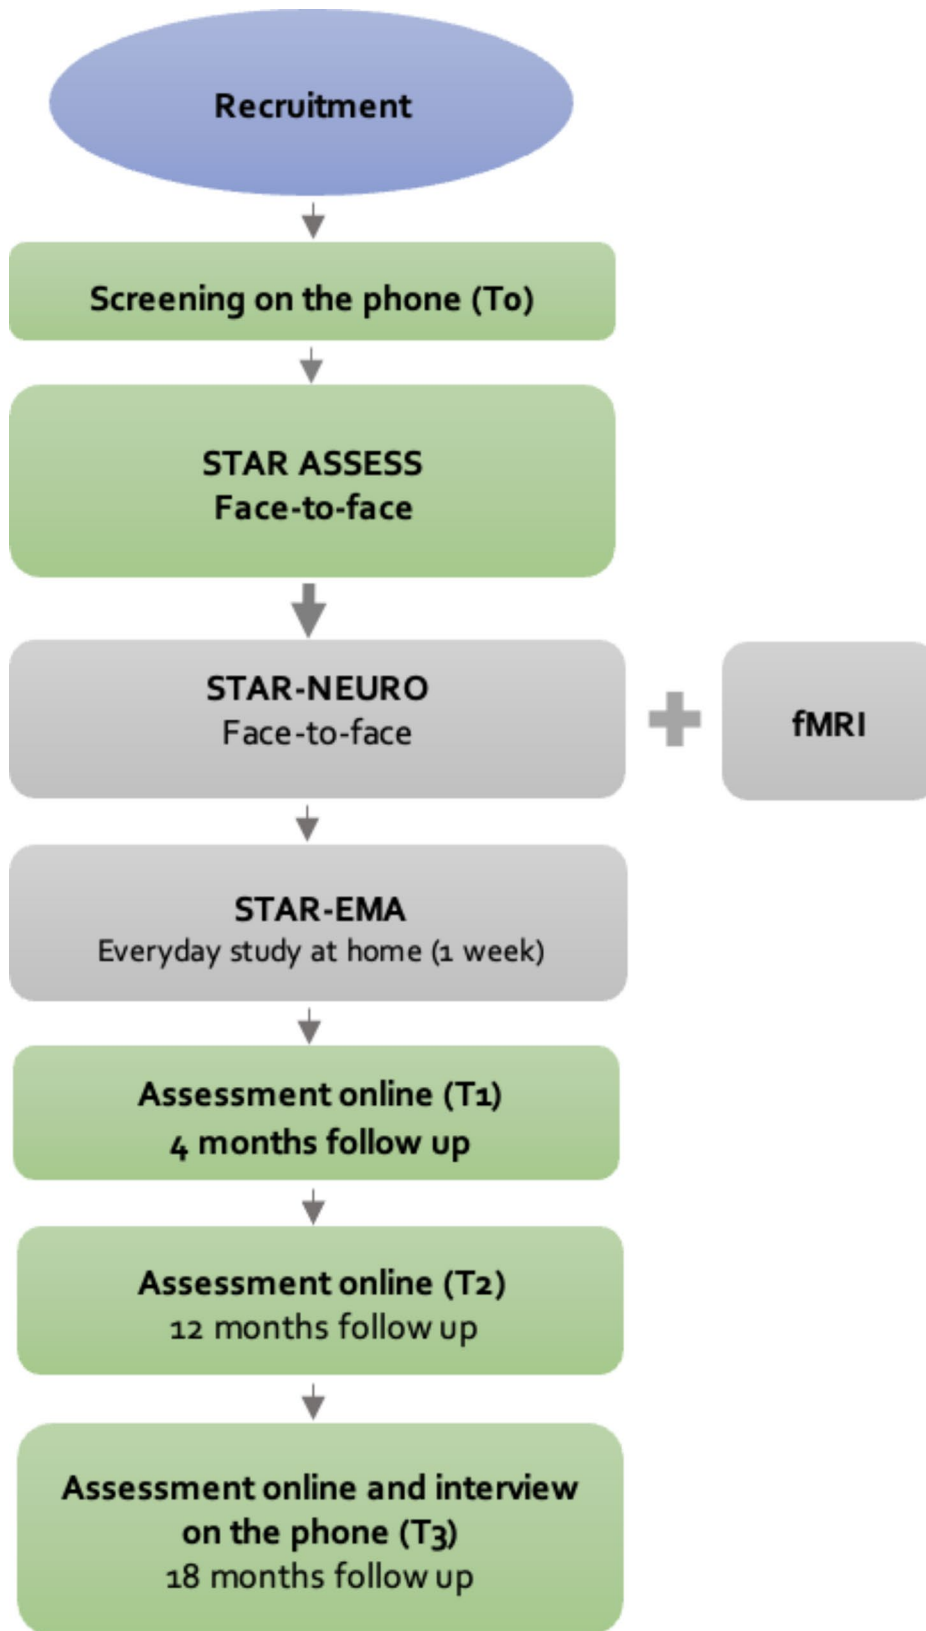 Recruitment
Screening on the phone (T0)
STAR ASSESS
Face-to-face
STAR-NEURO
Face-to-face
fMRI
STAR-EMA
Everyday study at home (1 week)
Assessment online (T1)
4 months follow up
Assessment online (T2)
12 months follow up
Assessment online and interview
on the phone (T3)
18 months follow up